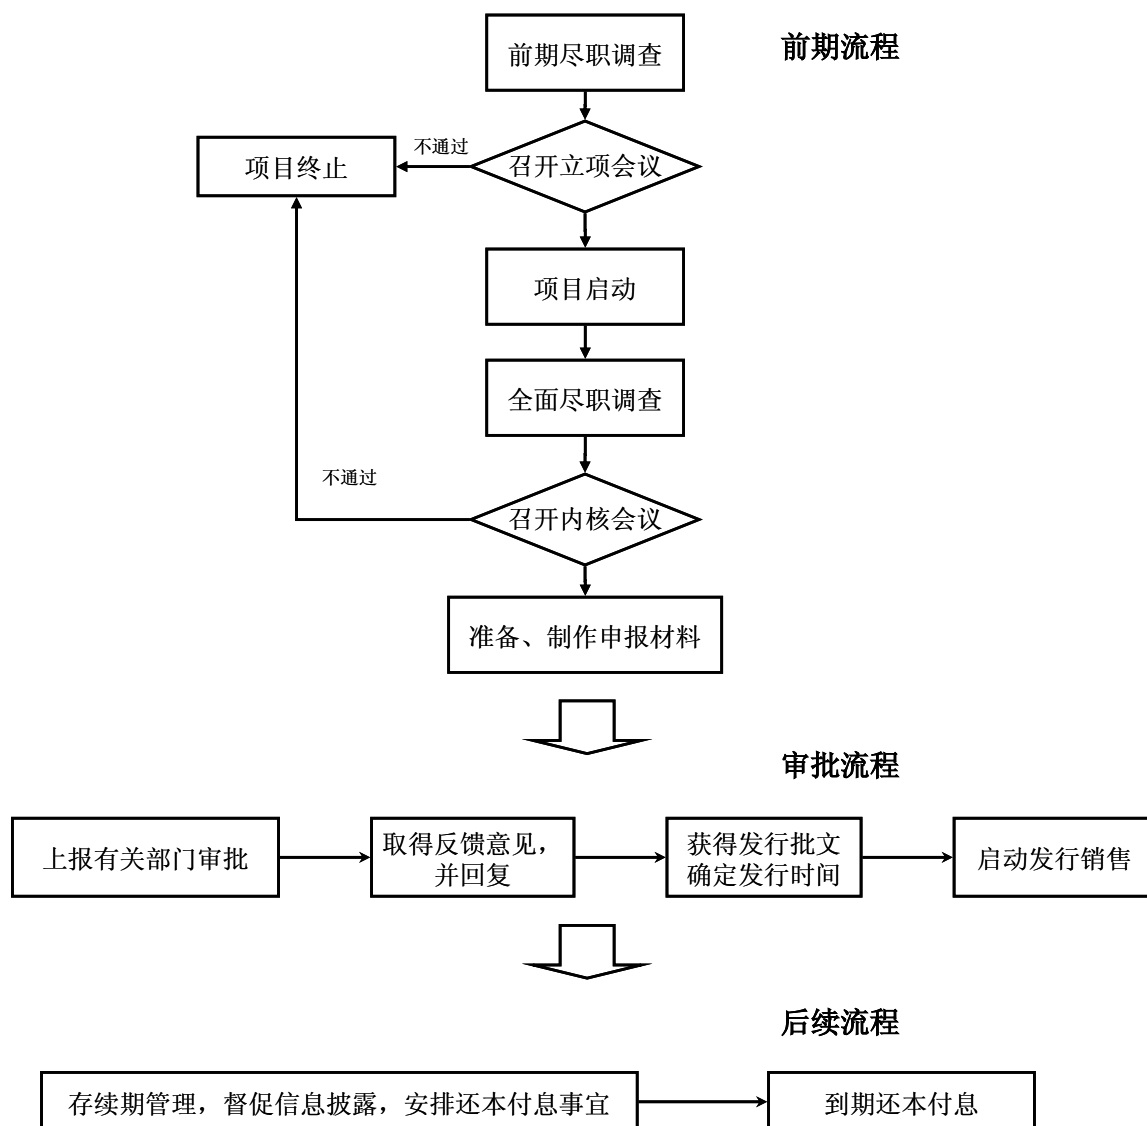 前期尽职调查
前期流程
不通过
召开立项会议
项目终止
项目启动
全面尽职调查
不通过
召开内核会议
准备、制作申报材料
审批流程
上报有关部门审批
取得反馈意见，
并回复
获得发行批文
确定发行时间
启动发行销售
后续流程
存续期管理，督促信息披露，安排还本付息事宜
到期还本付息